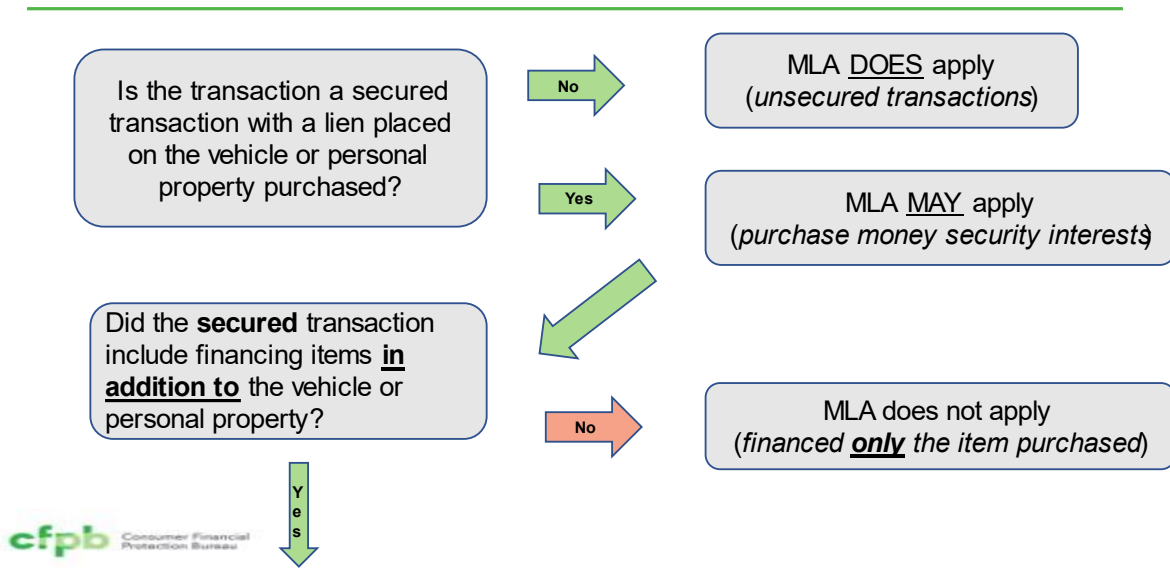 Is the transaction a secured
transaction with a lien placed
on the vehicle or personal
property purchased?
No
MLA DOES apply
(unsecured transactions)
Yes
MLA MAY apply
(purchase money security interests)
Did the secured transaction
include financing items in
addition to the vehicle or
personal property?
No
MLA does not apply
(financed only the item purchased)
Yes
cfpb Consumer Financial
Protection Bureau